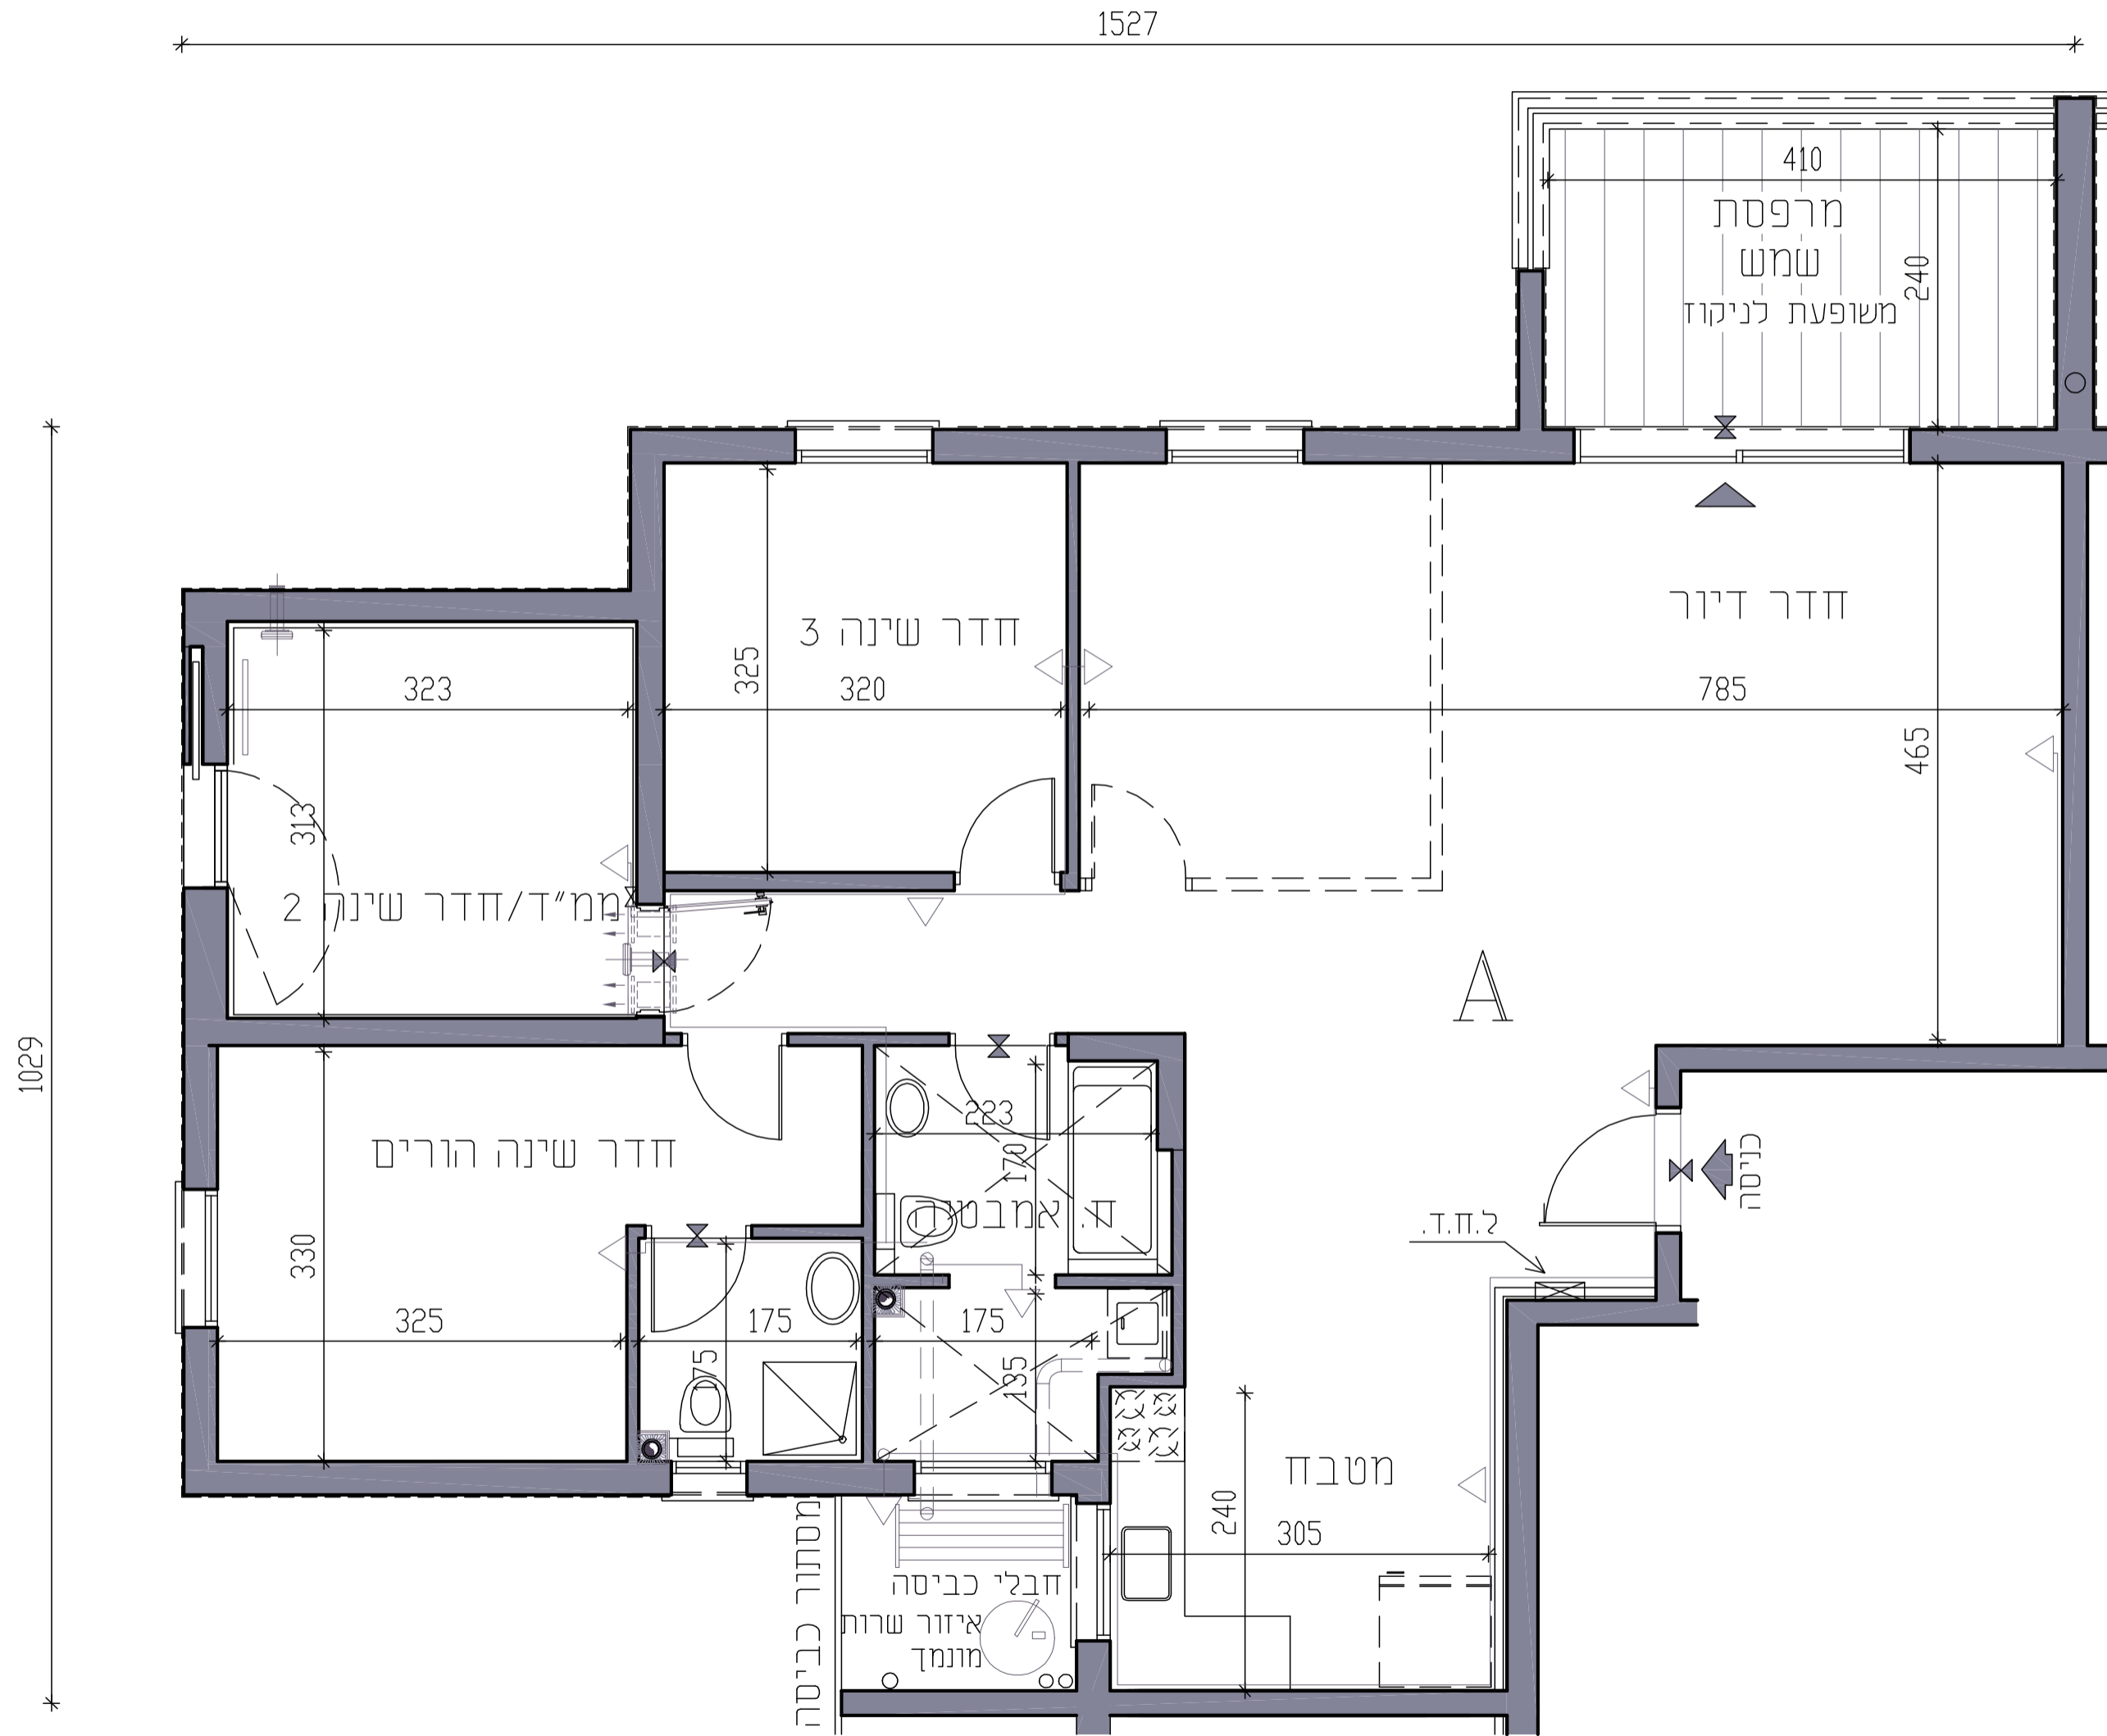 1527
410
מרפסת
שמש
משופעת לניקוז
240
חדר דיור
785
465
חדר שינה 3
325
320
323
313
ממ״ד/חדר שינה 2
1029
A
חדר שינה הורים
330
325
223
170
ח. אמבטיה
כניסה
ל.ח.ד.
175
175
175
135
מטבח
240
305
חבלי כביסה
איזור שרות
מונמך
מסתור כביסה